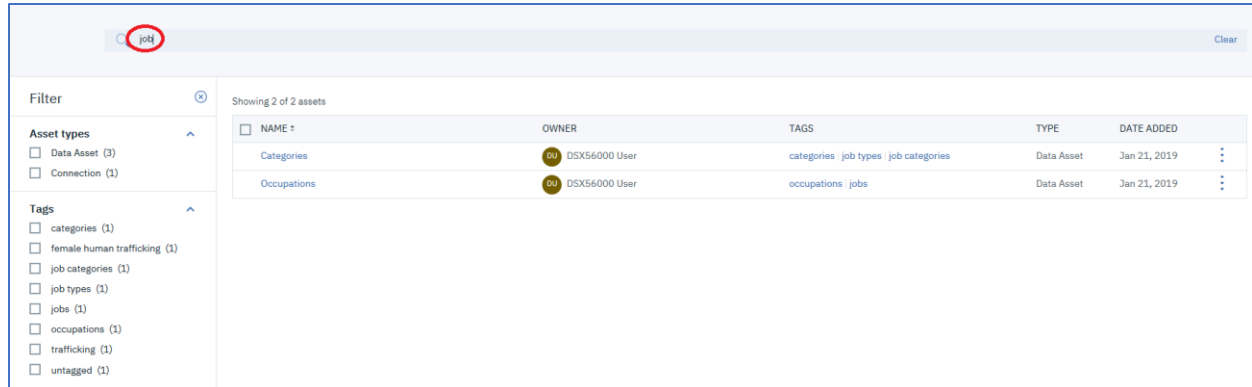 job
Clear
Filter
Showing 2 of 2 assets
Asset types
Data Asset (3)
Connection (1)
Tags
categories (1)
female human trafficking (1)
job categories (1)
job types (1)
jobs (1)
occupations (1)
trafficking (1)
untagged (1)
NAME OWNER TAGS TYPE DATE ADDED
Categories DU DSX56000 User categories | job types | job categories Data Asset Jan 21, 2019
Occupations DU DSX56000 User occupations | jobs Data Asset Jan 21, 2019